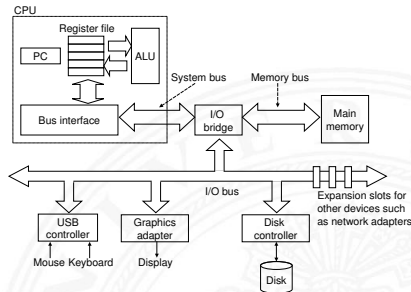 CPU
Register file
PC
ALU
System bus
Memory bus
Bus interface
I/O
bridge
Main
memory
I/O bus
Expansion slots for
other devices such
as network adapters
USB
controller
Graphics
adapter
Disk
controller
Mouse Keyboard
Display
Disk